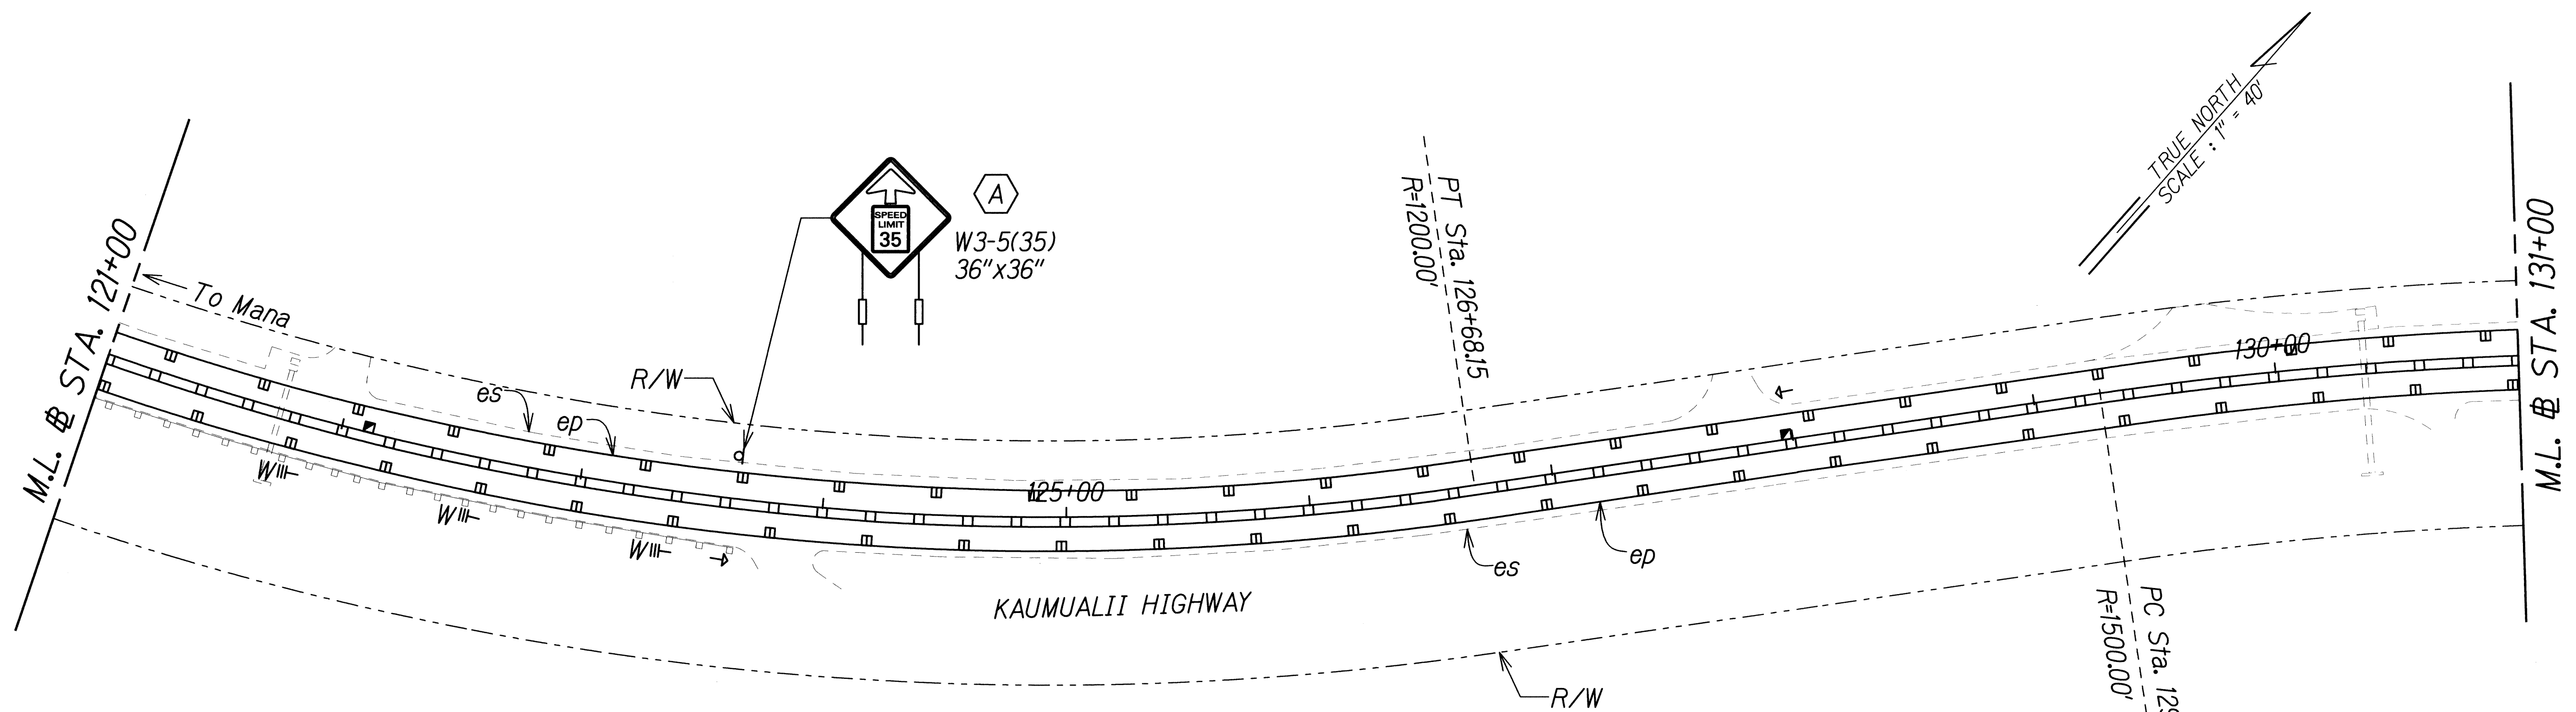 M.L. BL STA. 121+00
To Mana
es
ep
R/W
SPEED
LIMIT
35
A
W3-5(35)
36"x36"
125+00
KAUMUALII HIGHWAY
PT Sta. 126+68.15
R=1200.00'
es
ep
R/W
TRUE NORTH
SCALE : 1" = 40'
130+00
PC Sta.
R=1500.00'
M.L. BL STA. 131+00
W
W
W